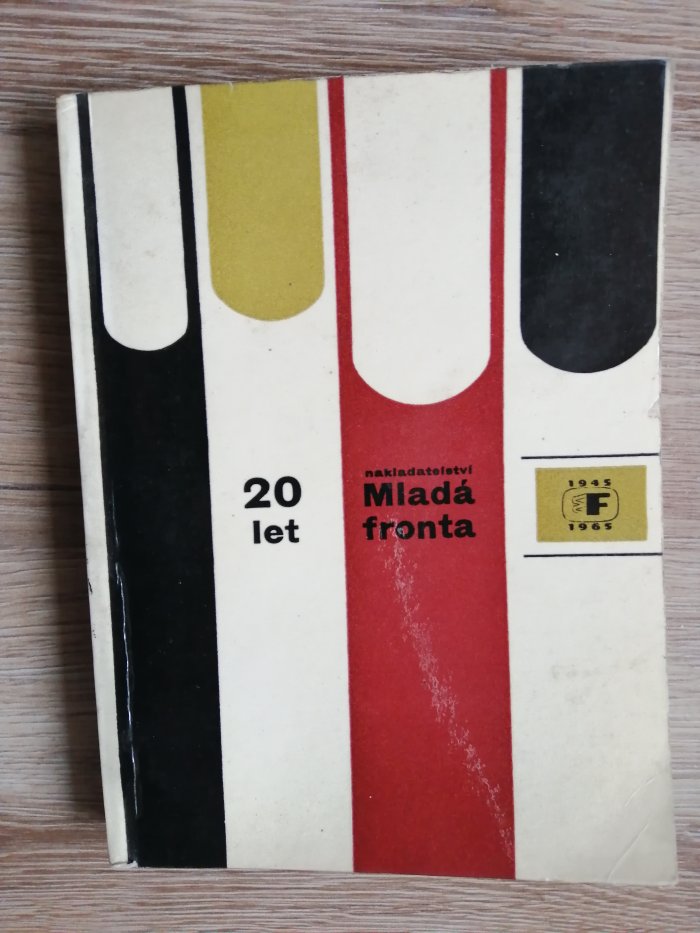 20
let
nakladatelství
Mladá
fronta
1945
F
1965